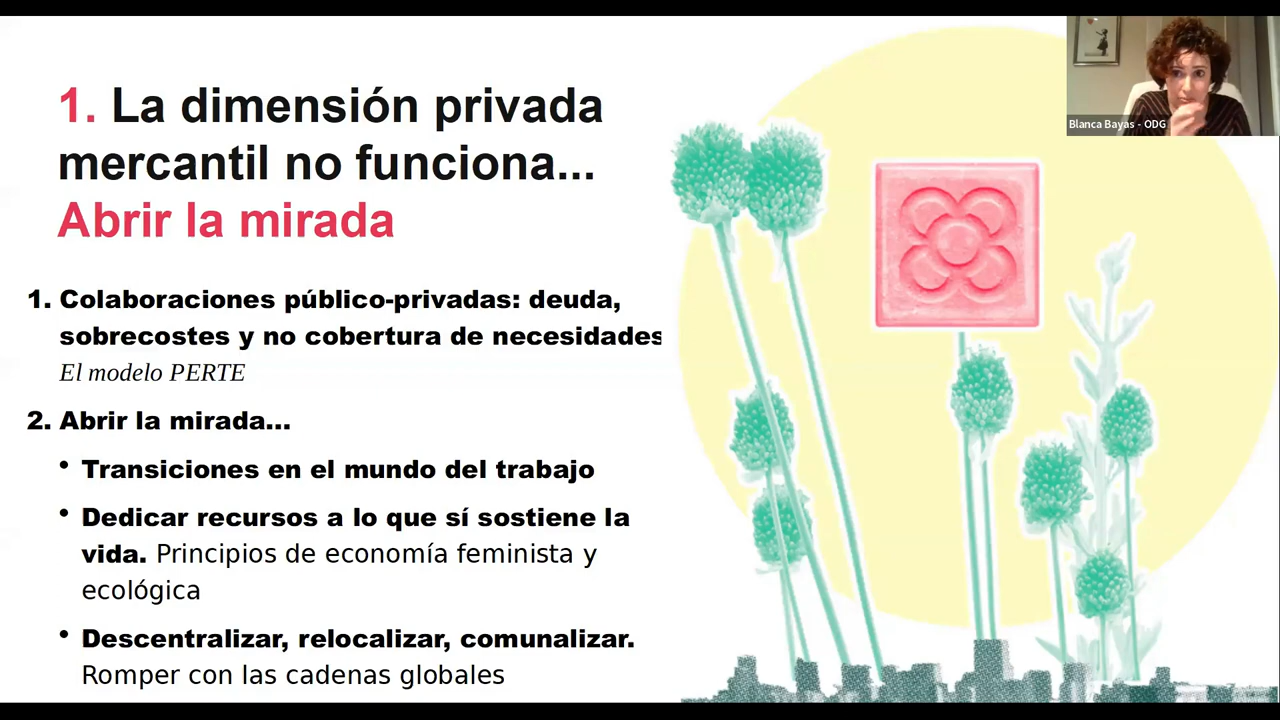 1. La dimensión privada
mercantil no funciona...
Abrir la mirada
1. Colaboraciones público-privadas: deuda,
sobrecostes y no cobertura de necesidades
El modelo PERTE
2. Abrir la mirada...
• Transiciones en el mundo del trabajo
• Dedicar recursos a lo que sí sostiene la
vida. Principios de economía feminista y
ecológica
• Descentralizar, relocalizar, comunalizar.
Romper con las cadenas globales
Blanca Bayas - ODG